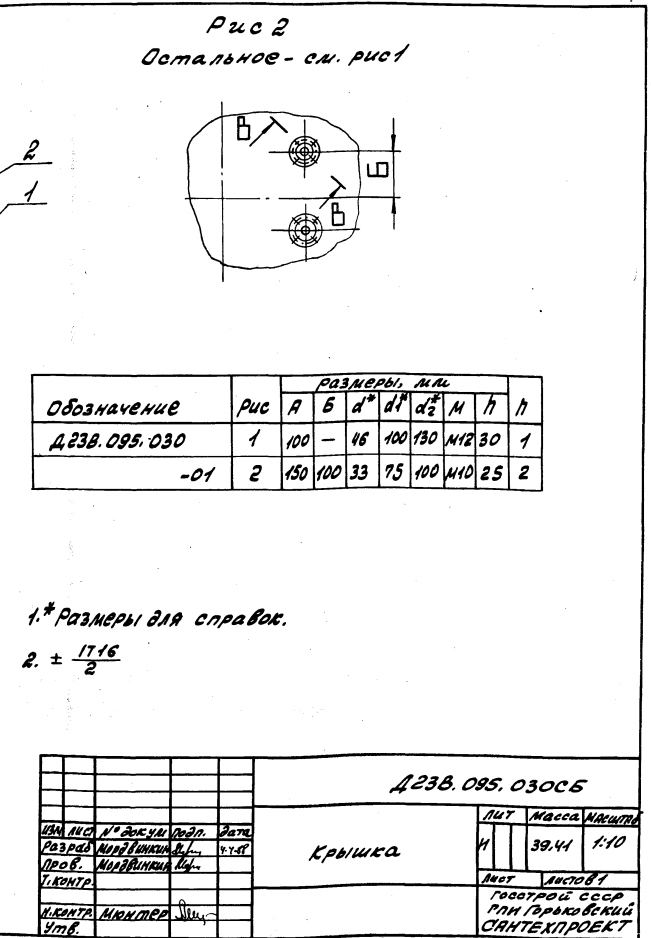 Рис 2
Остальное - см. рис1
В
Б
В
2
1
Обозначение Рис Размеры, мм n
А Б d* d1* d2* М h
Д23В.095.030 1 100 — 46 100 130 М12 30 1
-01 2 150 100 33 75 100 М10 25 2
1.* Размеры для справок.
2. ± IT16/2
Д23В.095.030СБ
Изм Лист № докум Подп. Дата
Разраб Мордвинкин
Пров. Мордвинкин
Т.контр.
Н.контр. Мюнтер
Утв.
Крышка
Лит Масса Масштаб
И 39.41 1:10
Лист Листов 1
Госстрой СССР
РПИ Горьковский
САНТЕХПРОЕКТ